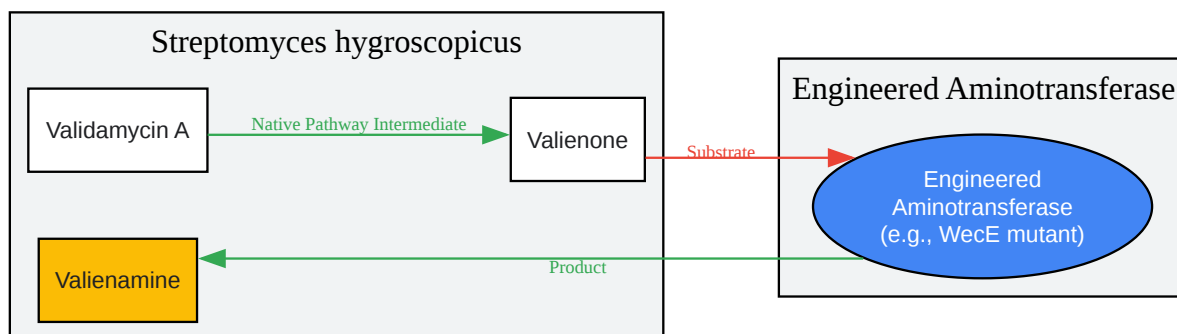 Streptomyces hygroscopicus
Engineered Aminotransferase
Validamycin A
Native Pathway Intermediate
Valienone
Substrate
Engineered
Aminotransferase
(e.g., WecE mutant)
Valienamine
Product